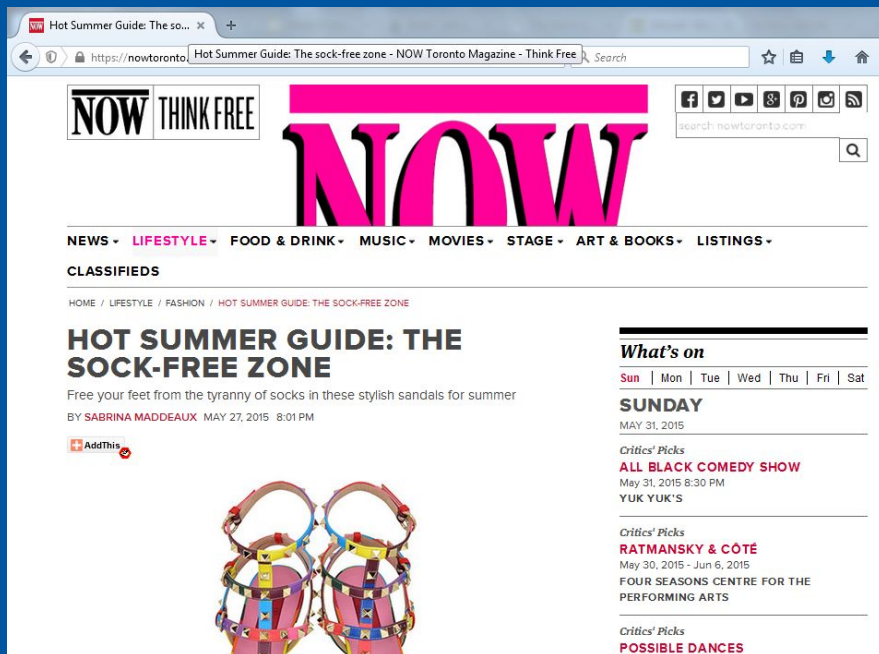 Hot Summer Guide: The so...
https://nowtoronto.
Hot Summer Guide: The sock-free zone - NOW Toronto Magazine - Think Free
Search
NOW THINK FREE
NOW
search nowtoronto.com
NEWS LIFESTYLE FOOD & DRINK MUSIC MOVIES STAGE ART & BOOKS LISTINGS
CLASSIFIEDS
HOME / LIFESTYLE / FASHION / HOT SUMMER GUIDE: THE SOCK-FREE ZONE
HOT SUMMER GUIDE: THE
SOCK-FREE ZONE
Free your feet from the tyranny of socks in these stylish sandals for summer
BY SABRINA MADDEAUX MAY 27, 2015 8:01 PM
AddThis
What's on
Sun | Mon | Tue | Wed | Thu | Fri | Sat
SUNDAY
MAY 31, 2015
Critics' Picks
ALL BLACK COMEDY SHOW
May 31, 2015 8:30 PM
YUK YUK'S
Critics' Picks
RATMANSKY & CÔTÉ
May 30, 2015 - Jun 6, 2015
FOUR SEASONS CENTRE FOR THE
PERFORMING ARTS
Critics' Picks
POSSIBLE DANCES